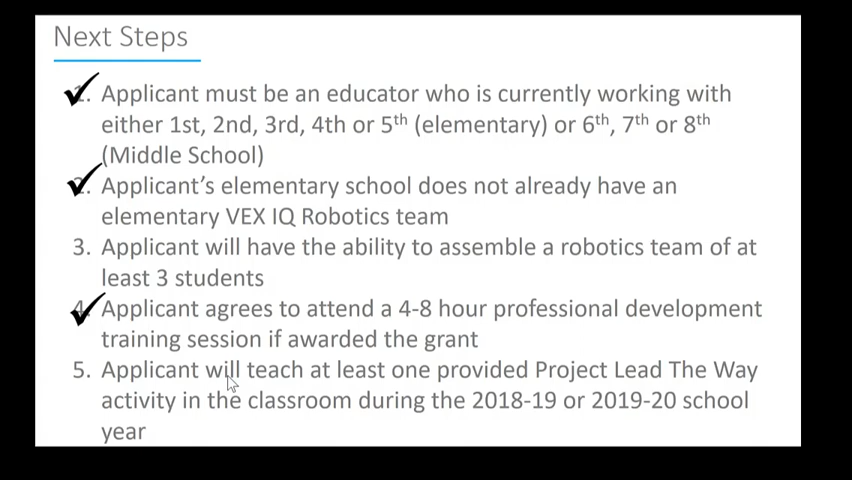 Next Steps
1. Applicant must be an educator who is currently working with
either 1st, 2nd, 3rd, 4th or 5th (elementary) or 6th, 7th or 8th
(Middle School)
2. Applicant's elementary school does not already have an
elementary VEX IQ Robotics team
3. Applicant will have the ability to assemble a robotics team of at
least 3 students
4. Applicant agrees to attend a 4-8 hour professional development
training session if awarded the grant
5. Applicant will teach at least one provided Project Lead The Way
activity in the classroom during the 2018-19 or 2019-20 school
year